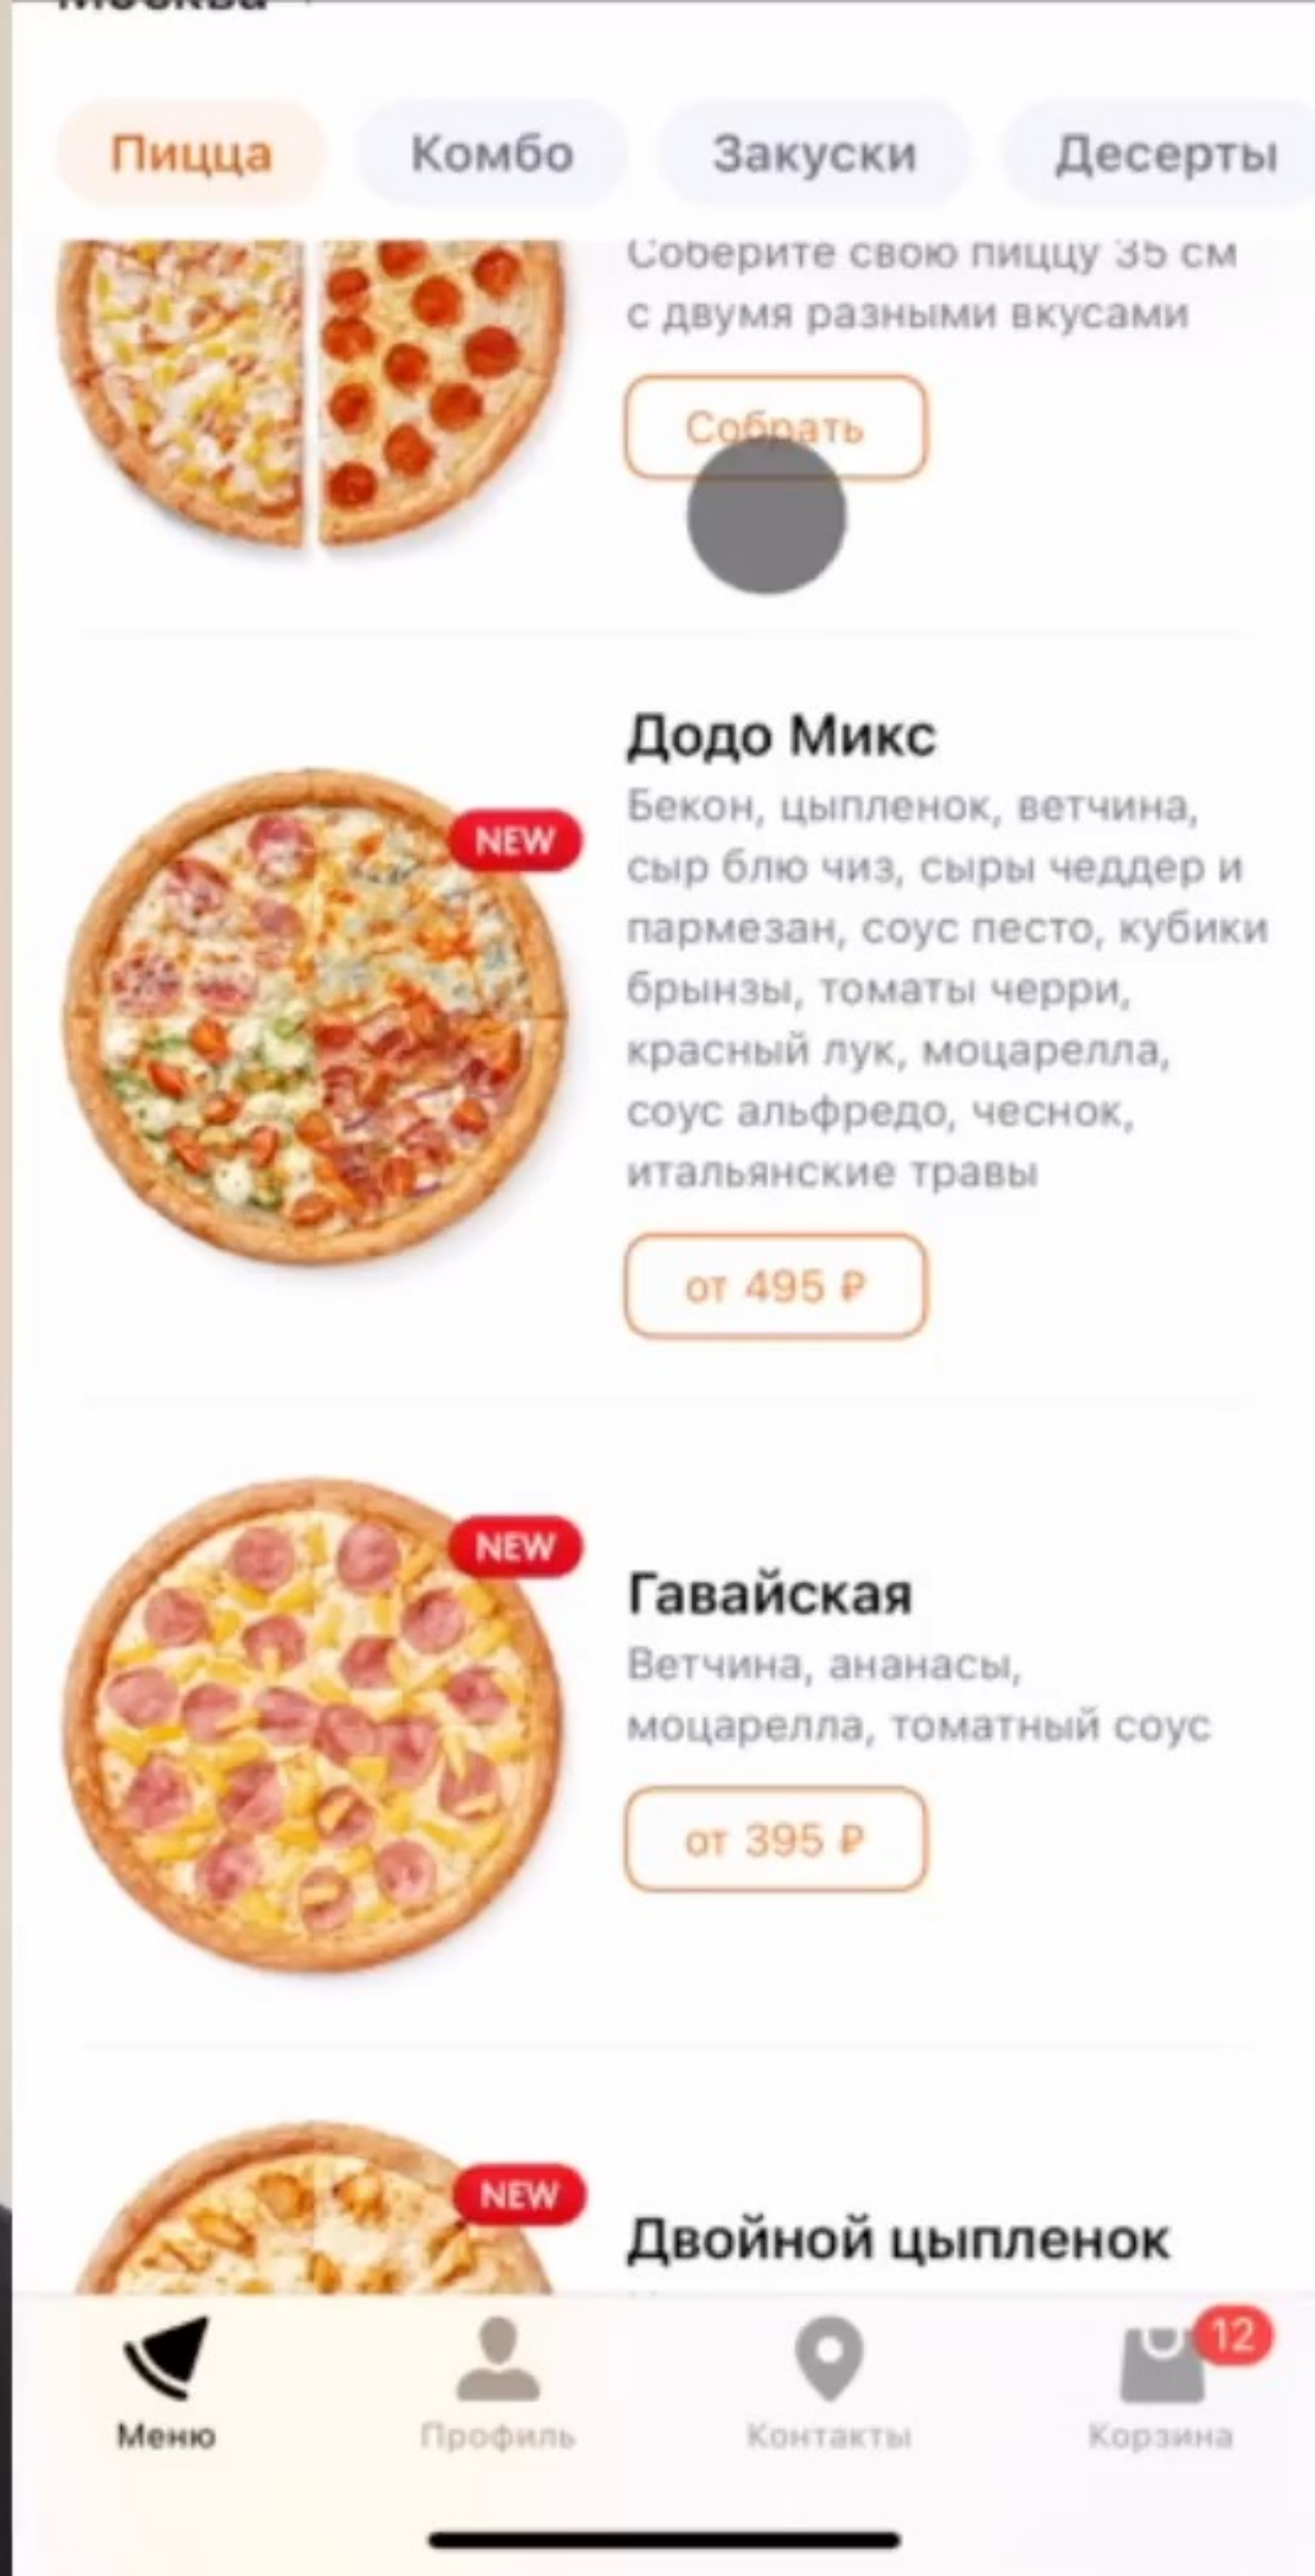 Москва
Пицца Комбо Закуски Десерты
Соберите свою пиццу 35 см
с двумя разными вкусами
Собрать
Додо Микс
NEW
Бекон, цыпленок, ветчина,
сыр блю чиз, сыры чеддер и
пармезан, соус песто, кубики
брынзы, томаты черри,
красный лук, моцарелла,
соус альфредо, чеснок,
итальянские травы
от 495 ₽
NEW
Гавайская
Ветчина, ананасы,
моцарелла, томатный соус
от 395 ₽
NEW
Двойной цыпленок
12
Меню Профиль Контакты Корзина